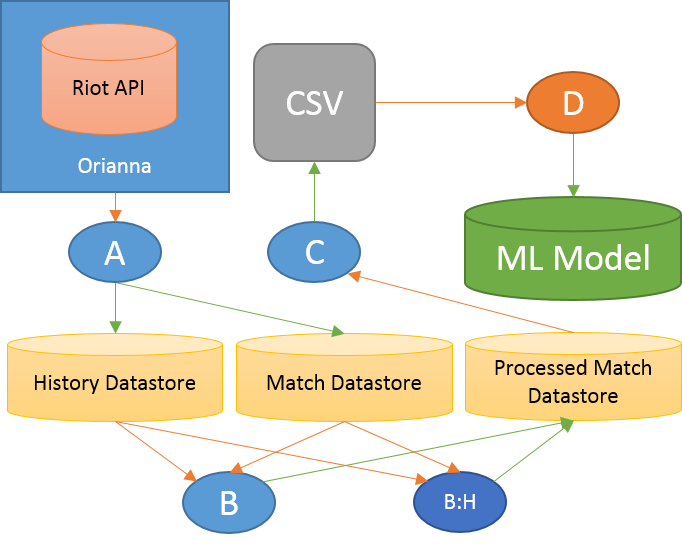 Riot API
Orianna
CSV
D
A
C
ML Model
History Datastore
Match Datastore
Processed Match
Datastore
B
B:H